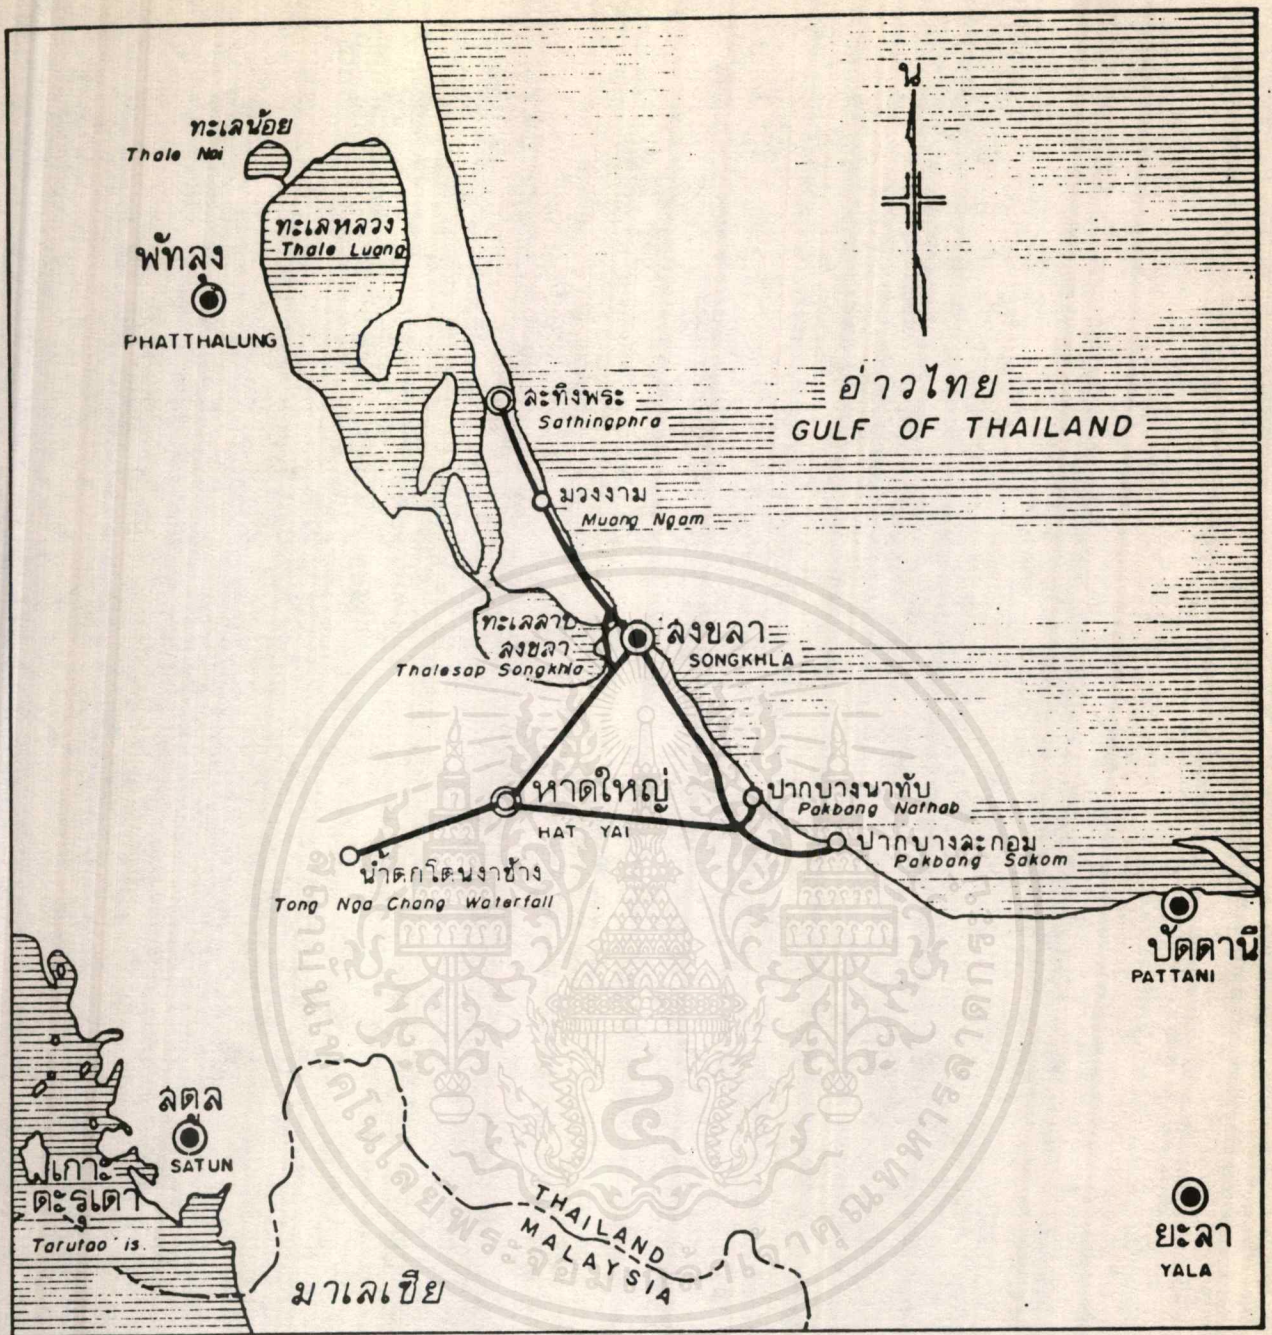 น
ทะเลน้อย
Thale Noi
ทะเลหลวง
Thale Luang
พัทลุง
PHATTHALUNG
อ่าวไทย
GULF OF THAILAND
สะทิงพระ
Sathingphra
มวงงาม
Muang Ngam
ทะเลสาบ
สงขลา
Thalesap Songkhla
สงขลา
SONGKHLA
หาดใหญ่
HAT YAI
ปากบางนาทับ
Pakbang Nathab
ปากบางสะกอม
Pakbang Sakom
น้ำตกโตนงาช้าง
Tong Nga Chang Waterfall
ปัตตานี
PATTANI
สตูล
SATUN
เกาะ
ตะรุเตา
Tarutao is.
THAILAND
MALAYSIA
มาเลเซีย
ยะลา
YALA